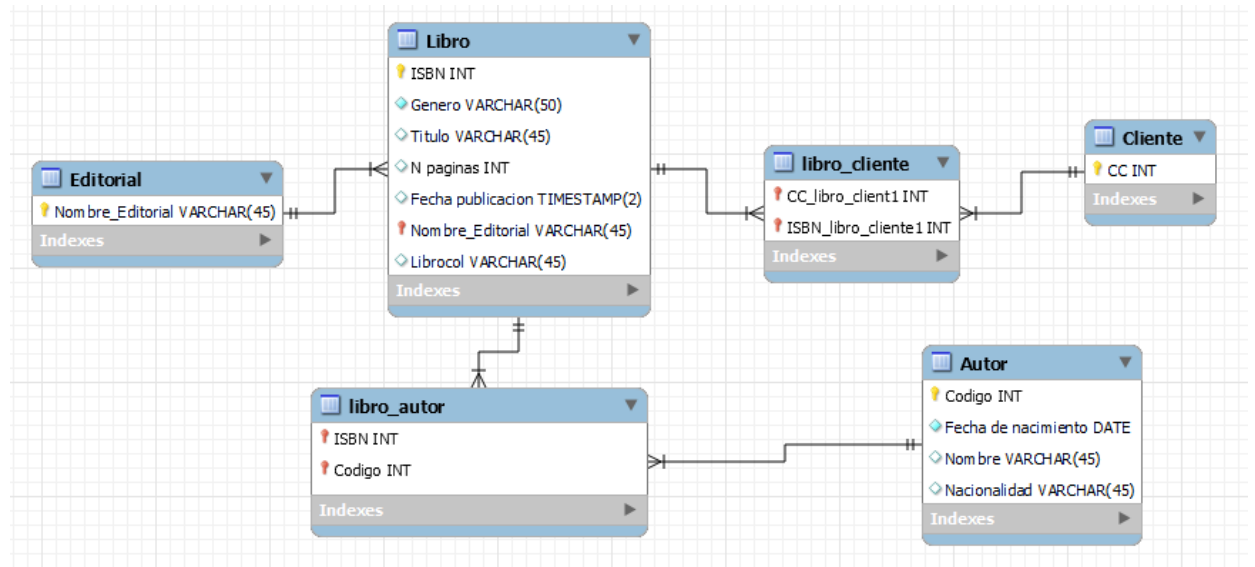 Libro
ISBN INT
Genero VARCHAR(50)
Titulo VARCHAR(45)
N paginas INT
Fecha publicacion TIMESTAMP(2)
Nombre_Editorial VARCHAR(45)
Librocol VARCHAR(45)
Indexes
Editorial
Nombre_Editorial VARCHAR(45)
Indexes
libro_cliente
CC_libro_client1 INT
ISBN_libro_cliente1 INT
Indexes
Cliente
CC INT
Indexes
libro_autor
ISBN INT
Codigo INT
Indexes
Autor
Codigo INT
Fecha de nacimiento DATE
Nombre VARCHAR(45)
Nacionalidad VARCHAR(45)
Indexes